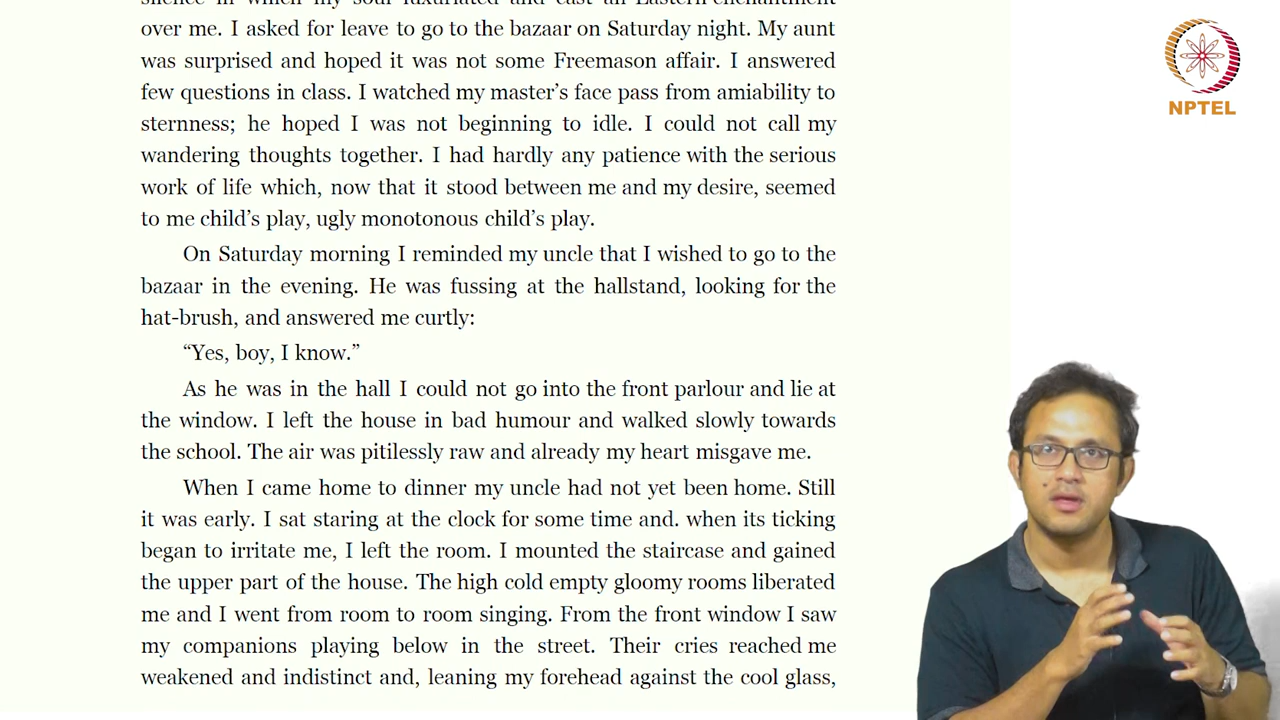 silence in which my soul luxuriated and cast an Eastern enchantment
over me. I asked for leave to go to the bazaar on Saturday night. My aunt
was surprised and hoped it was not some Freemason affair. I answered
few questions in class. I watched my master’s face pass from amiability to
sternness; he hoped I was not beginning to idle. I could not call my
wandering thoughts together. I had hardly any patience with the serious
work of life which, now that it stood between me and my desire, seemed
to me child’s play, ugly monotonous child’s play.
On Saturday morning I reminded my uncle that I wished to go to the
bazaar in the evening. He was fussing at the hallstand, looking for the
hat-brush, and answered me curtly:
“Yes, boy, I know.”
As he was in the hall I could not go into the front parlour and lie at
the window. I left the house in bad humour and walked slowly towards
the school. The air was pitilessly raw and already my heart misgave me.
When I came home to dinner my uncle had not yet been home. Still
it was early. I sat staring at the clock for some time and. when its ticking
began to irritate me, I left the room. I mounted the staircase and gained
the upper part of the house. The high cold empty gloomy rooms liberated
me and I went from room to room singing. From the front window I saw
my companions playing below in the street. Their cries reached me
weakened and indistinct and, leaning my forehead against the cool glass,
NPTEL